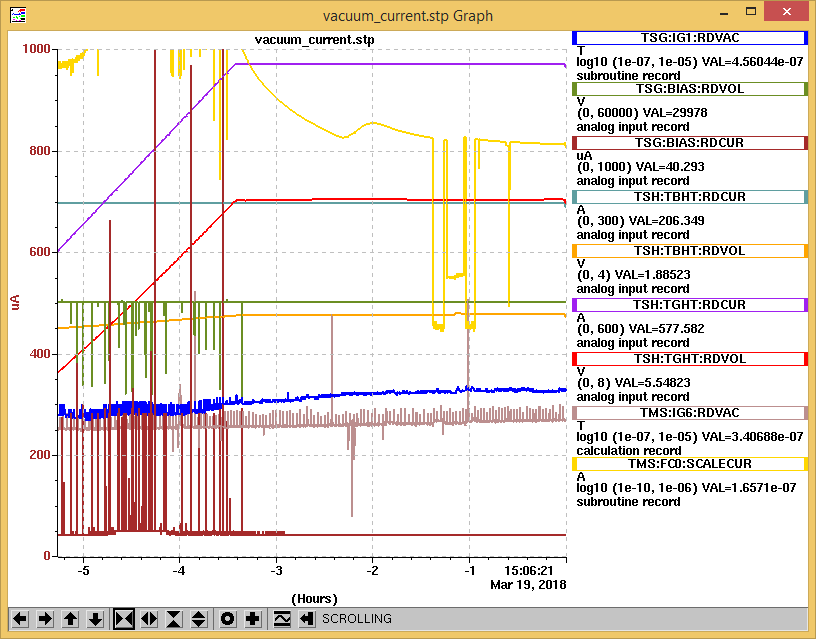 vacuum_current.stp Graph
vacuum_current.stp
1000
800
600
400
200
0
uA
-5
-4
-3
-2
-1
15:06:21
Mar 19, 2018
(Hours)
TSG:IG1:RDVAC
T
log10 (1e-07, 1e-05) VAL=4.56044e-07
subroutine record
TSG:BIAS:RDVOL
V
(0, 60000) VAL=29978
analog input record
TSG:BIAS:RDCUR
uA
(0, 1000) VAL=40.293
analog input record
TSH:TBHT:RDCUR
A
(0, 300) VAL=206.349
analog input record
TSH:TBHT:RDVOL
V
(0, 4) VAL=1.88523
analog input record
TSH:TGHT:RDCUR
A
(0, 600) VAL=577.582
analog input record
TSH:TGHT:RDVOL
V
(0, 8) VAL=5.54823
analog input record
TMS:IG6:RDVAC
T
log10 (1e-07, 1e-05) VAL=3.40688e-07
calculation record
TMS:FC0:SCALECUR
A
log10 (1e-10, 1e-06) VAL=1.6571e-07
subroutine record
SCROLLING